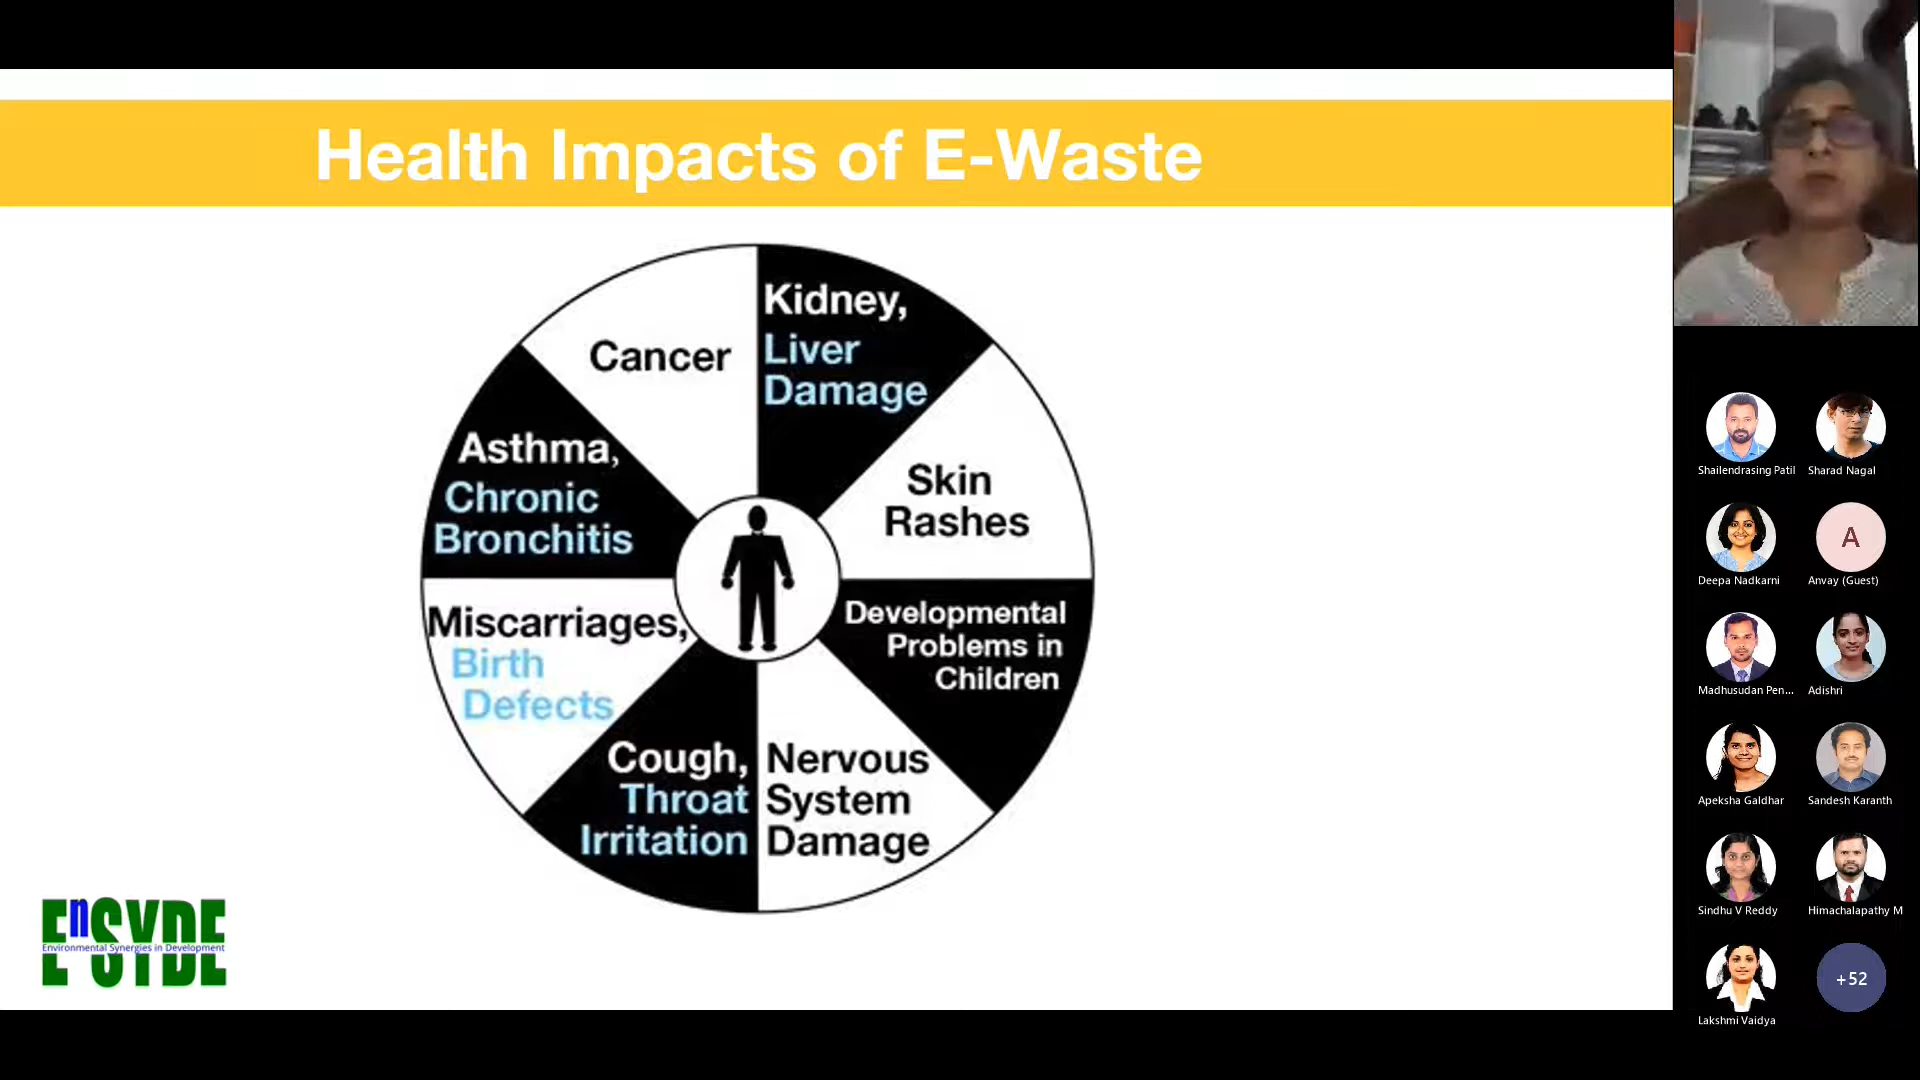 Health Impacts of E-Waste
Kidney,
Liver
Damage
Skin
Rashes
Developmental
Problems in
Children
Nervous
System
Damage
Cough,
Throat
Irritation
Miscarriages,
Birth
Defects
Asthma,
Chronic
Bronchitis
Cancer
EnSYDE
Environmental Synergies in Development
Shailendrasing Patil
Sharad Nagal
Deepa Nadkarni
A
Anvay (Guest)
Madhusudan Pen...
Adishri
Apeksha Galdhar
Sandesh Karanth
Sindhu V Reddy
Himachalapathy M
Lakshmi Vaidya
+52